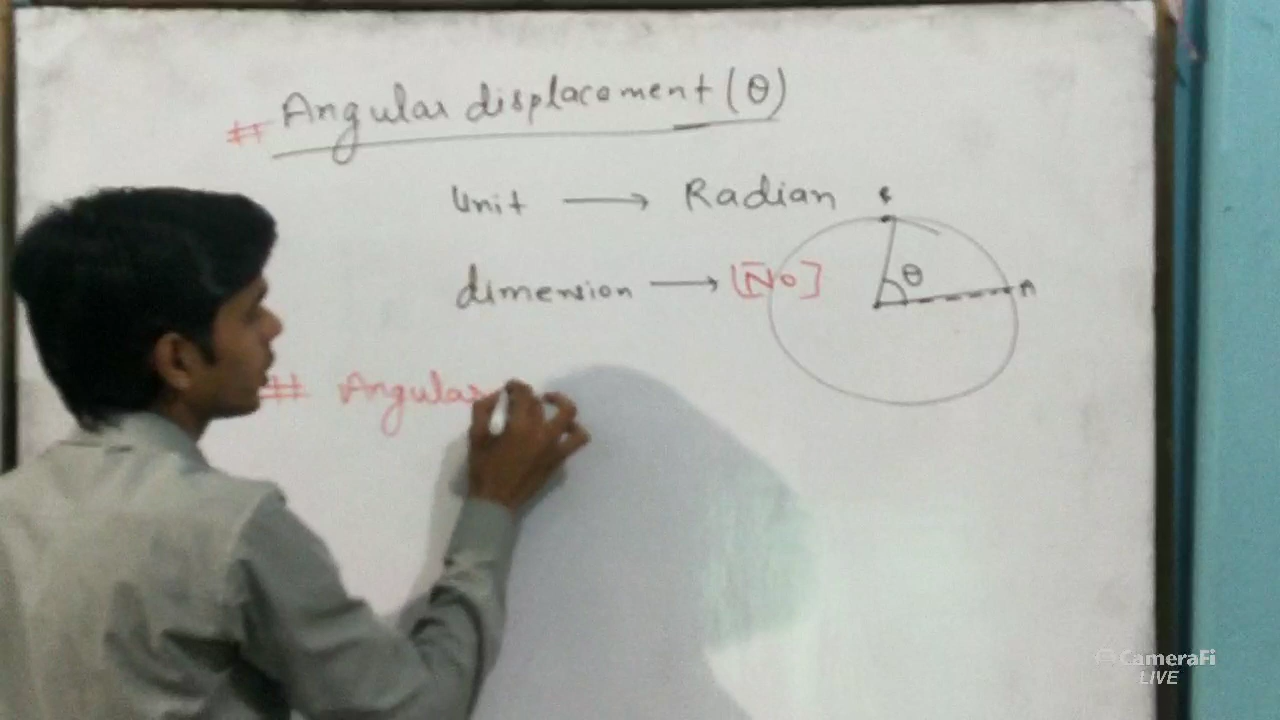 # Angular displacement (θ)
Unit → Radian
dimension → [No]
θ
A
# Angular
CameraFi
LIVE